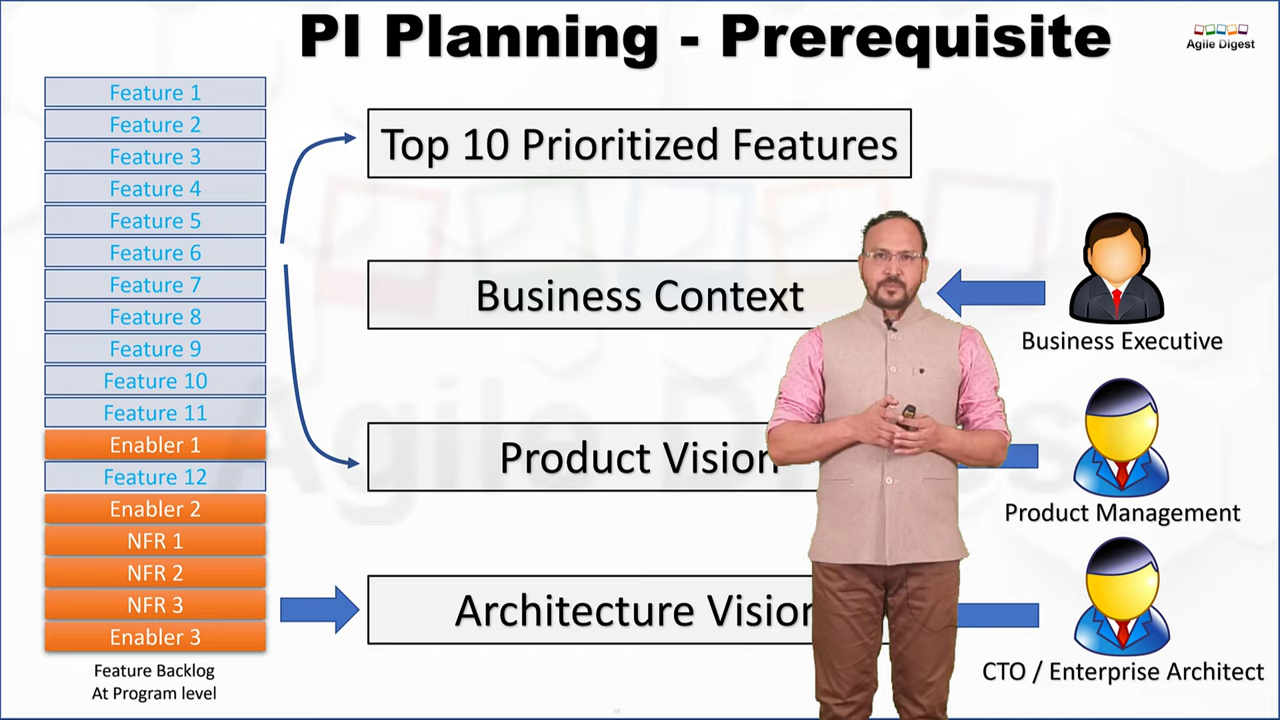 PI Planning - Prerequisite
Agile Digest
Feature 1
Feature 2
Feature 3
Feature 4
Feature 5
Feature 6
Feature 7
Feature 8
Feature 9
Feature 10
Feature 11
Enabler 1
Feature 12
Enabler 2
NFR 1
NFR 2
NFR 3
Enabler 3
Feature Backlog
At Program level
Top 10 Prioritized Features
Business Context
Business Executive
Product Vision
Product Management
Architecture Vision
CTO / Enterprise Architect